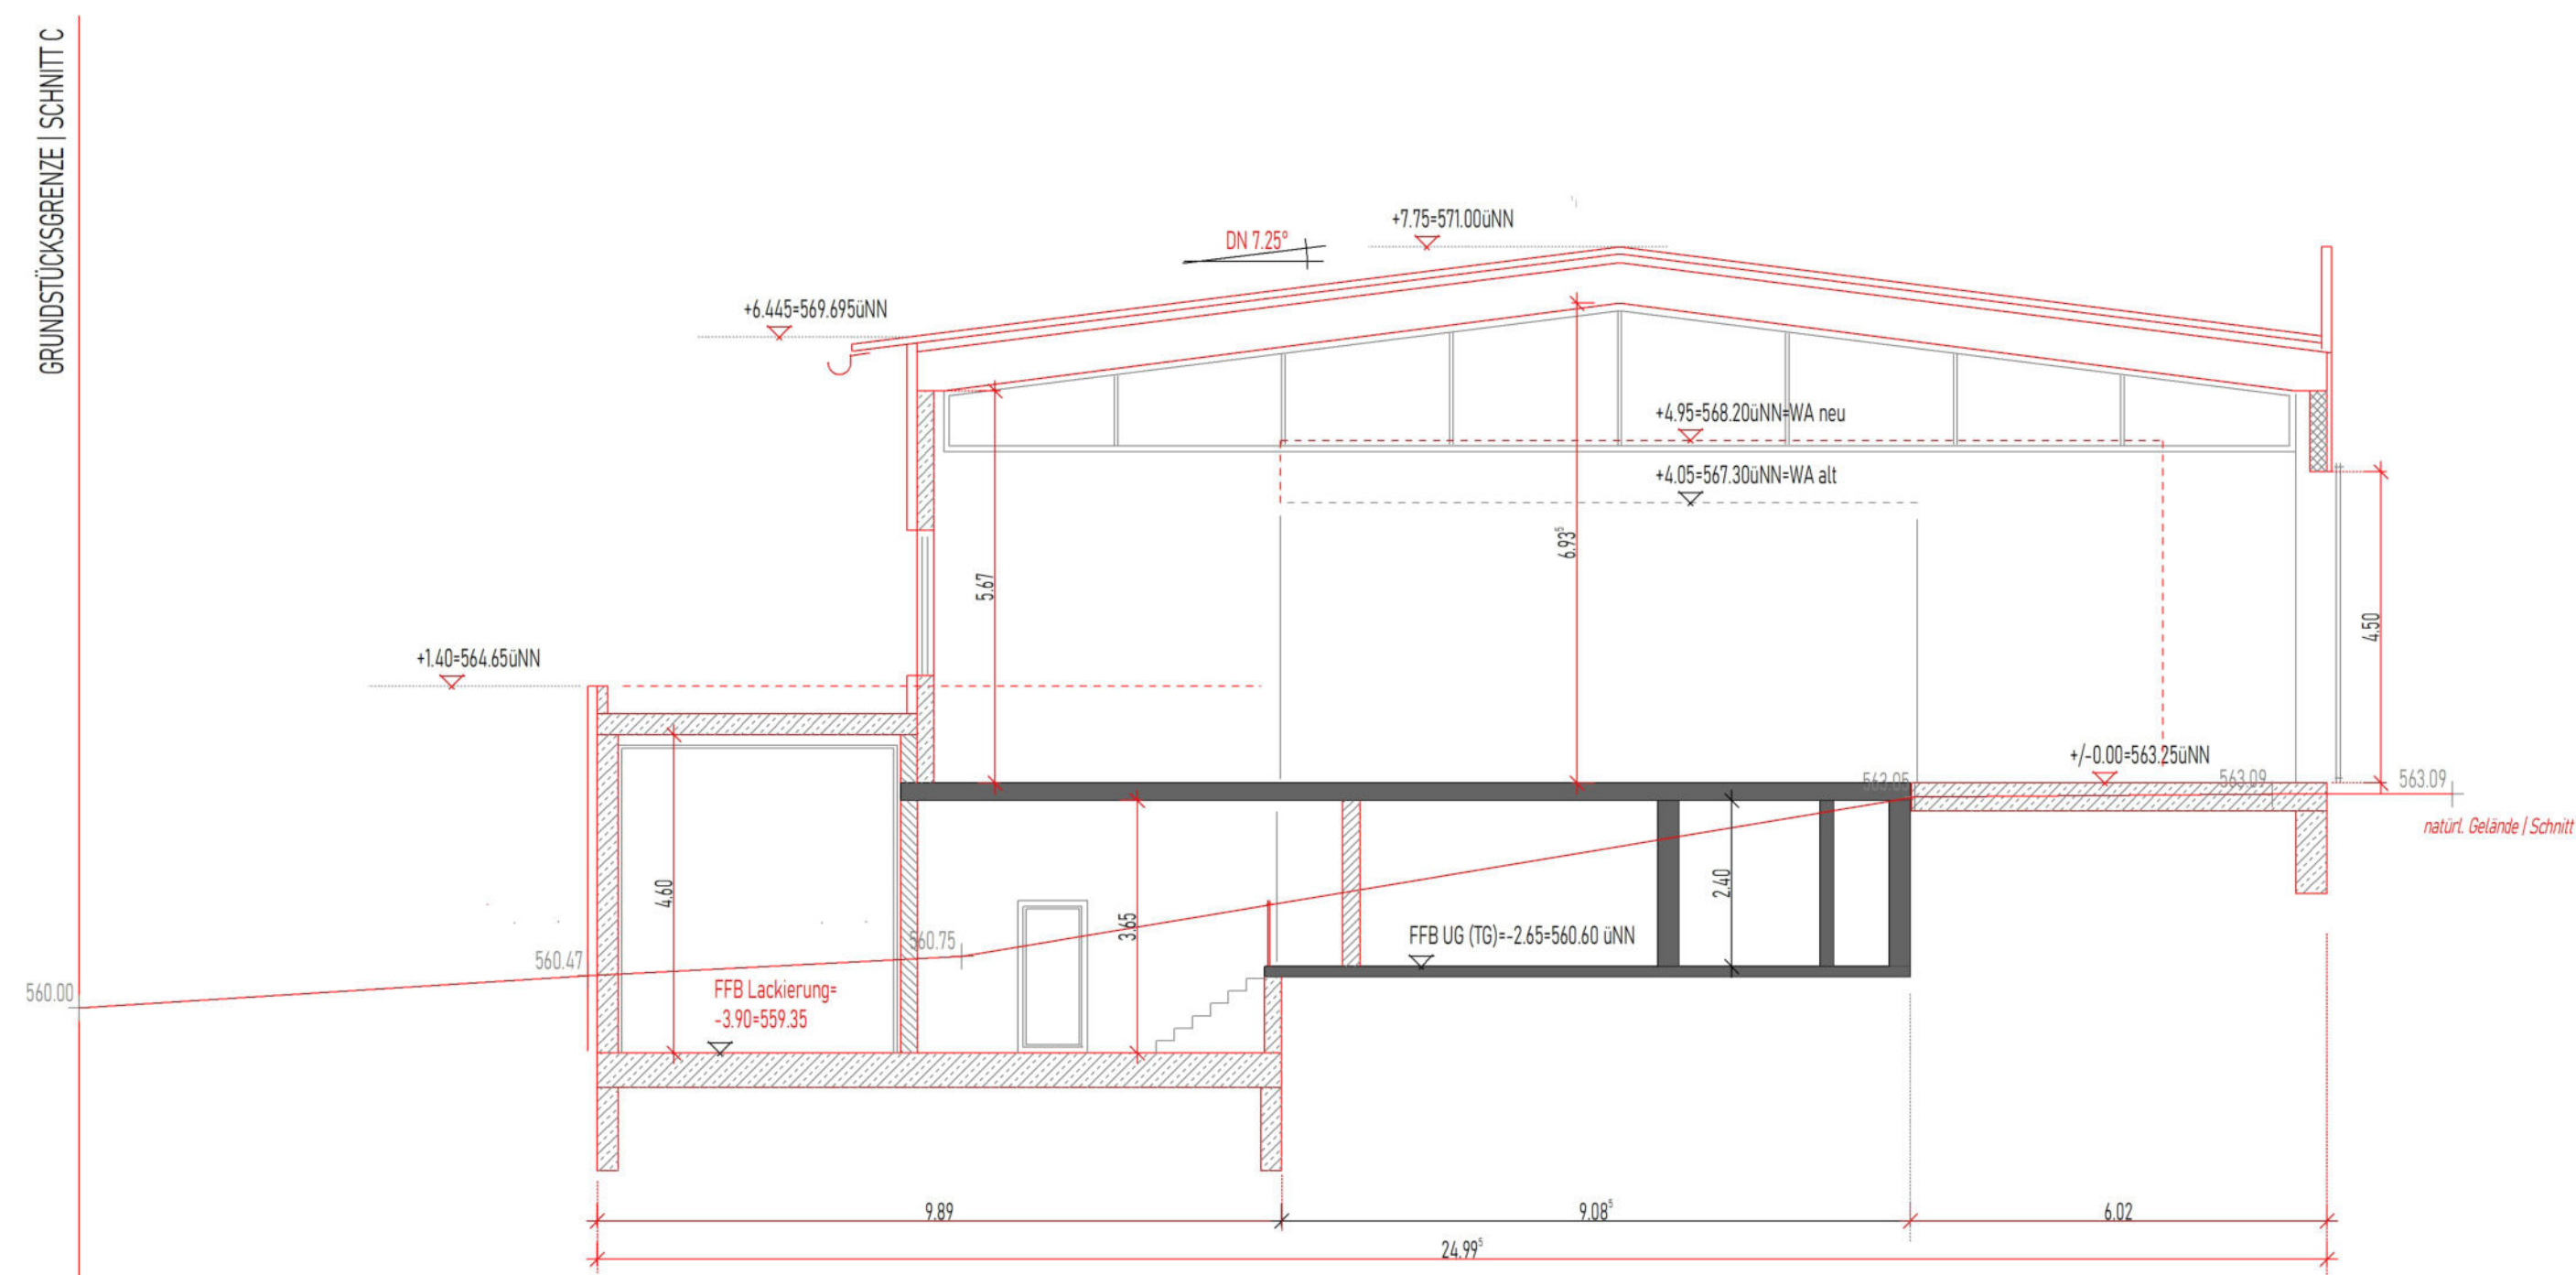 GRUNDSTÜCKSGRENZE | SCHNITT C
+7.75=571.00üNN
DN 7.25°
+6.445=569.695üNN
+4.95=568.20üNN=WA neu
+4.05=567.30üNN=WA alt
6.93⁵
5.67
4.50
+1.40=564.65üNN
+/-0.00=563.25üNN
563.05
563.09
563.09
natürl. Gelände | Schnitt
4.60
3.65
2.40
FFB UG (TG)=-2.65=560.60 üNN
560.75
560.47
560.00
FFB Lackierung=
-3.90=559.35
9.89
9.08⁵
6.02
24.99⁵